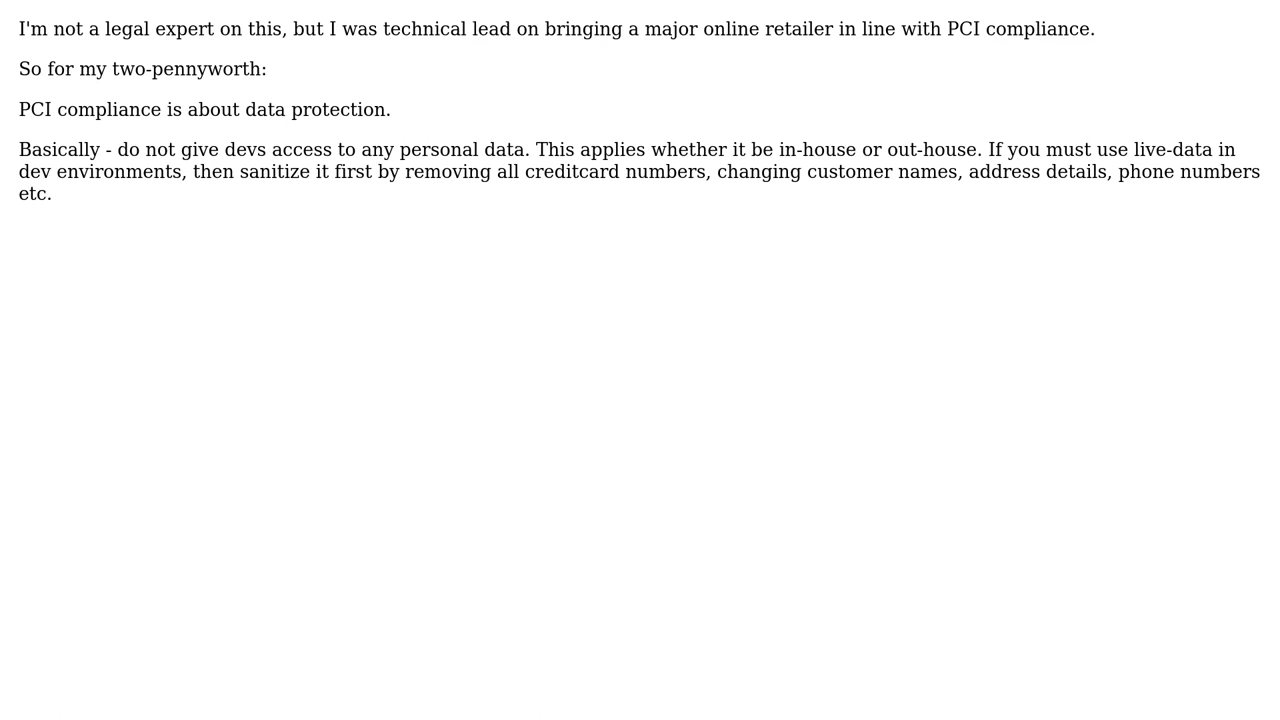 I'm not a legal expert on this, but I was technical lead on bringing a major online retailer in line with PCI compliance.
So for my two-pennyworth:
PCI compliance is about data protection.
Basically - do not give devs access to any personal data. This applies whether it be in-house or out-house. If you must use live-data in
dev environments, then sanitize it first by removing all creditcard numbers, changing customer names, address details, phone numbers
etc.